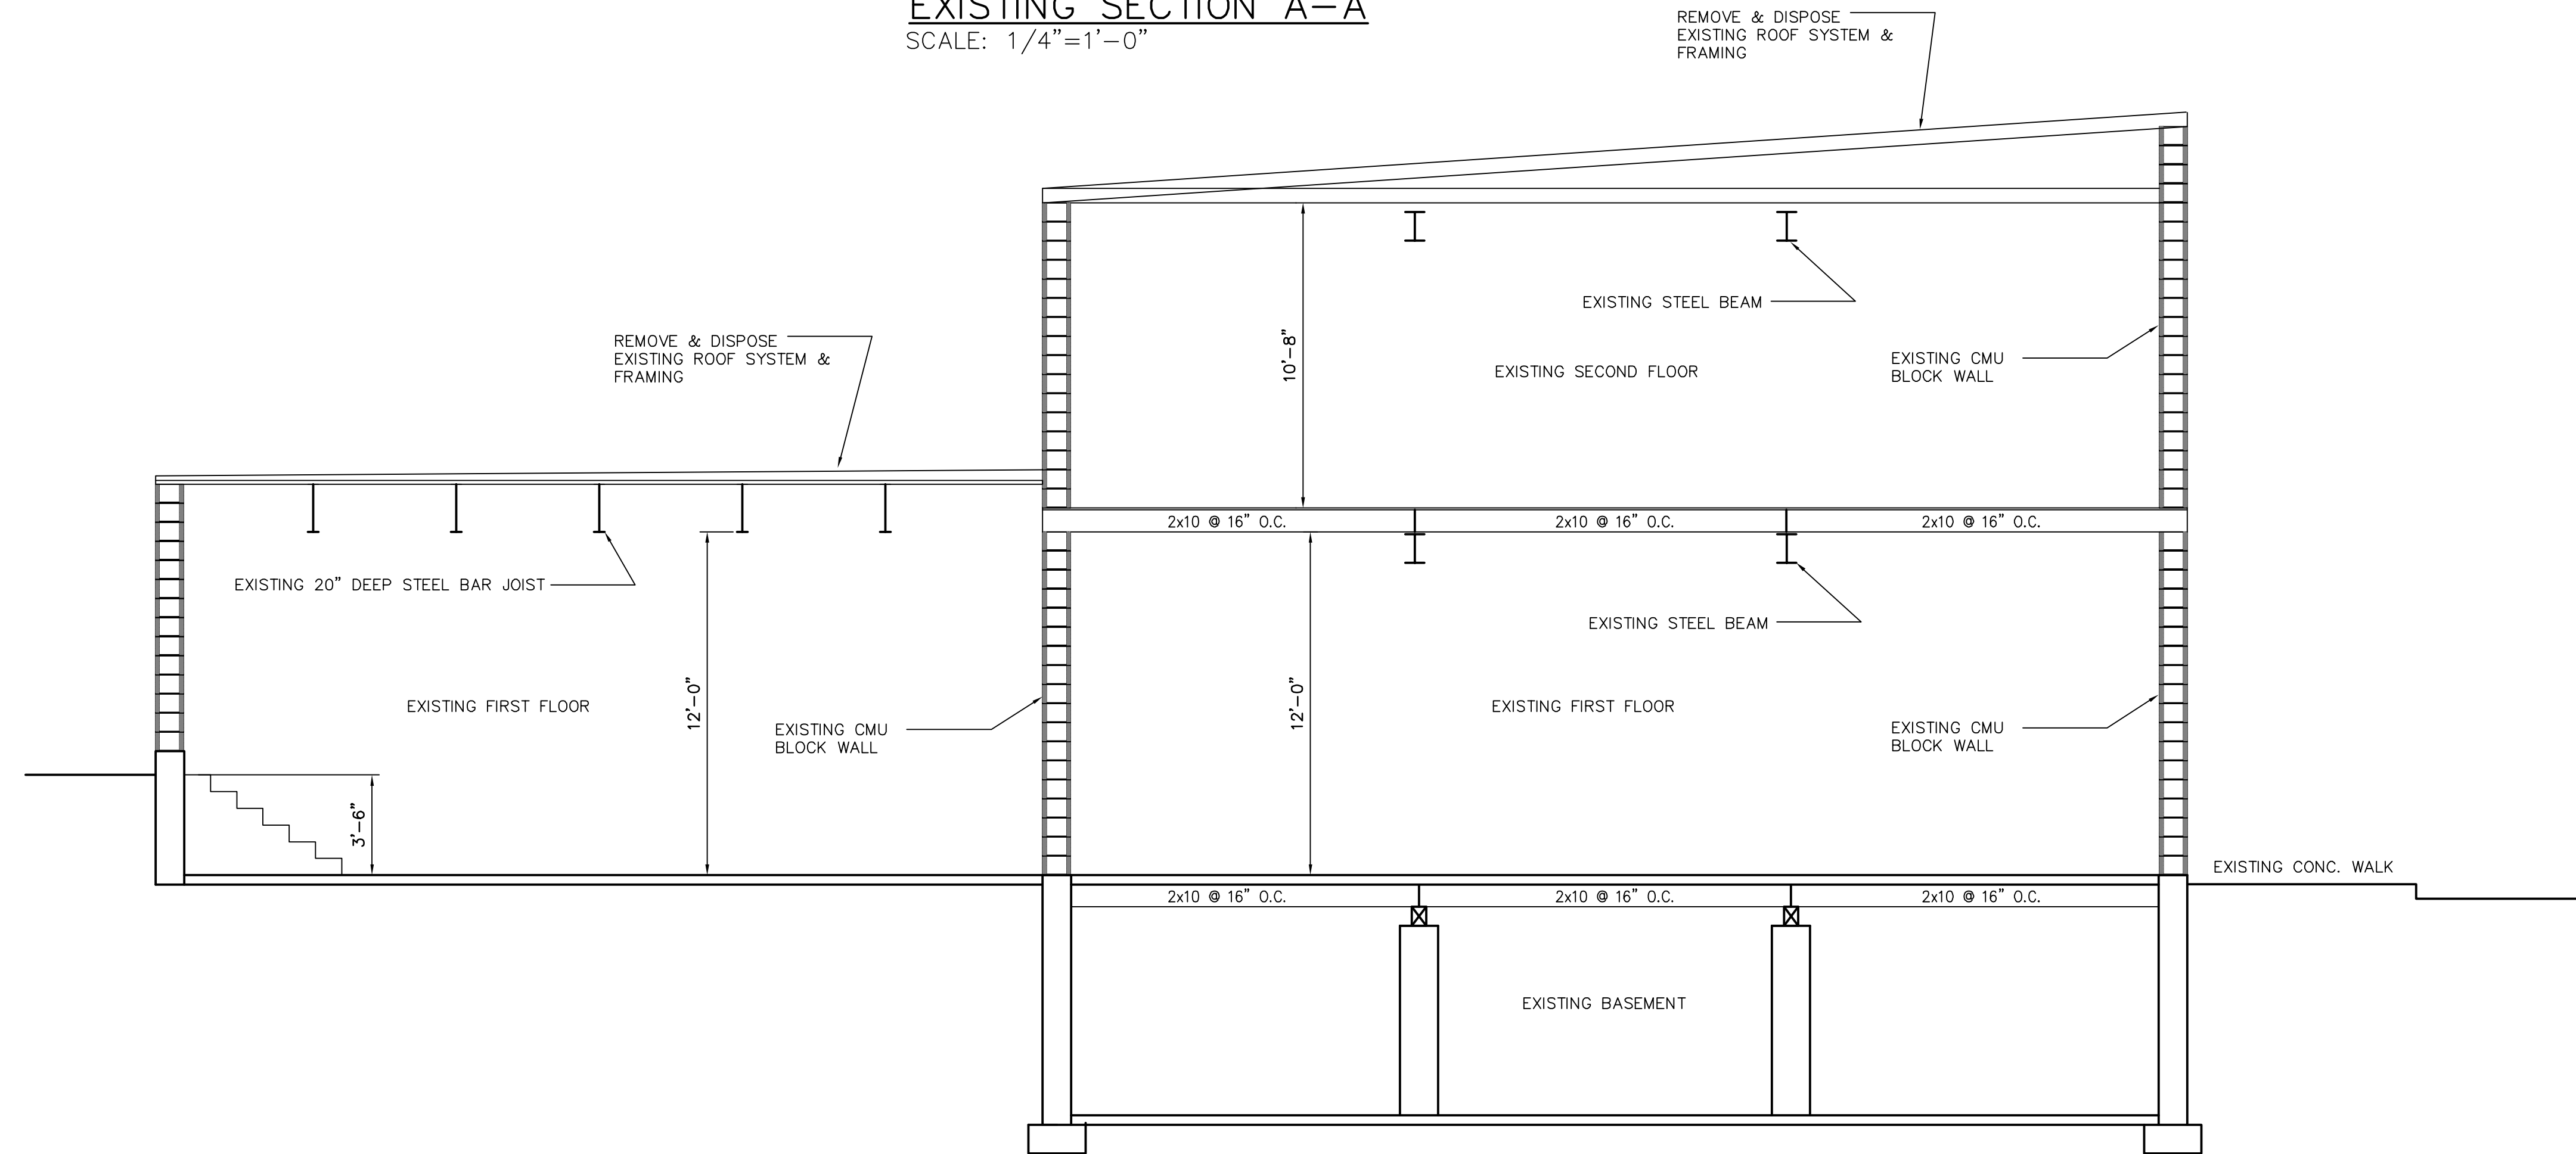 EXISTING SECTION A-A
SCALE: 1/4"=1'-0"
REMOVE & DISPOSE
EXISTING ROOF SYSTEM &
FRAMING
EXISTING STEEL BEAM
10'-8"
EXISTING SECOND FLOOR
EXISTING CMU
BLOCK WALL
REMOVE & DISPOSE
EXISTING ROOF SYSTEM &
FRAMING
2x10 @ 16" O.C.
2x10 @ 16" O.C.
2x10 @ 16" O.C.
EXISTING 20" DEEP STEEL BAR JOIST
EXISTING STEEL BEAM
EXISTING FIRST FLOOR
12'-0"
EXISTING CMU
BLOCK WALL
12'-0"
EXISTING FIRST FLOOR
EXISTING CMU
BLOCK WALL
3'-6"
EXISTING CONC. WALK
2x10 @ 16" O.C.
2x10 @ 16" O.C.
2x10 @ 16" O.C.
EXISTING BASEMENT